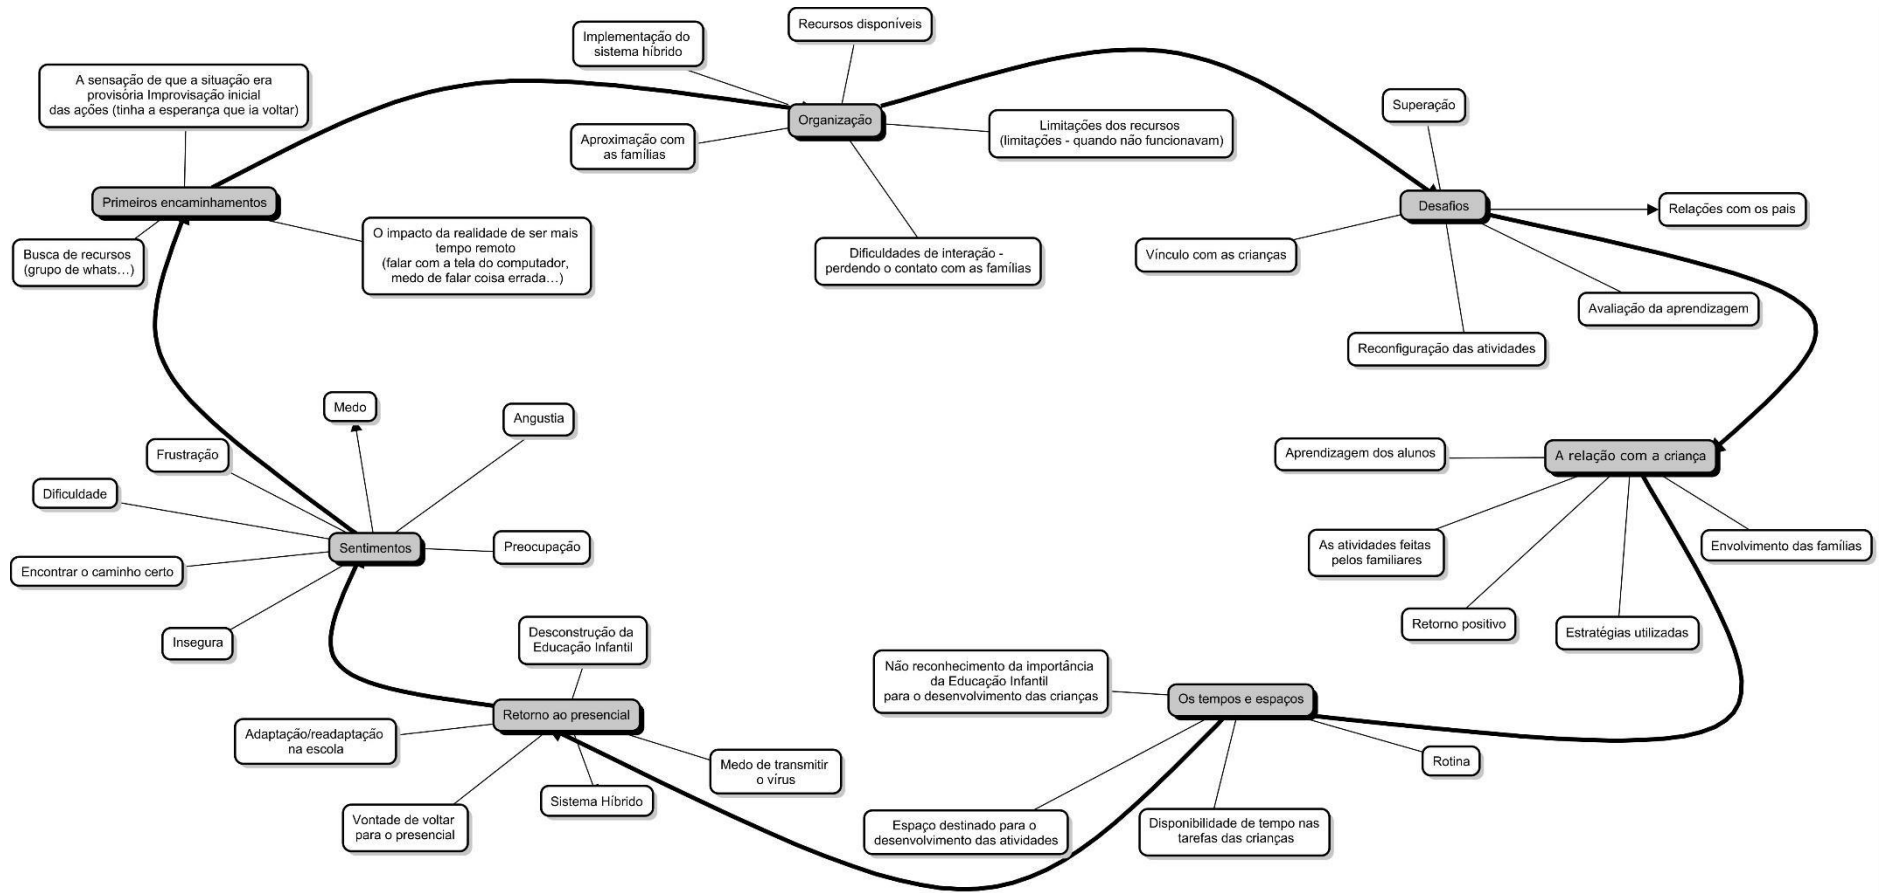 Recursos disponíveis
Implementação do
sistema híbrido
A sensação de que a situação era
provisória Improvisação inicial
das ações (tinha a esperança que ia voltar)
Organização
Aproximação com
as famílias
Limitações dos recursos
(limitações - quando não funcionavam)
Superação
Primeiros encaminhamentos
Desafios
Relações com os pais
Busca de recursos
(grupo de whats...)
O impacto da realidade de ser mais
tempo remoto
(falar com a tela do computador,
medo de falar coisa errada...)
Dificuldades de interação -
perdendo o contato com as famílias
Vínculo com as crianças
Avaliação da aprendizagem
Reconfiguração das atividades
Medo
Angustia
Frustração
Dificuldade
Sentimentos
Preocupação
Encontrar o caminho certo
Insegura
Aprendizagem dos alunos
A relação com a criança
As atividades feitas
pelos familiares
Envolvimento das famílias
Retorno positivo
Estratégias utilizadas
Desconstrução da
Educação Infantil
Retorno ao presencial
Adaptação/readaptação
na escola
Medo de transmitir
o vírus
Sistema Híbrido
Vontade de voltar
para o presencial
Não reconhecimento da importância
da Educação Infantil
para o desenvolvimento das crianças
Os tempos e espaços
Rotina
Espaço destinado para o
desenvolvimento das atividades
Disponibilidade de tempo nas
tarefas das crianças